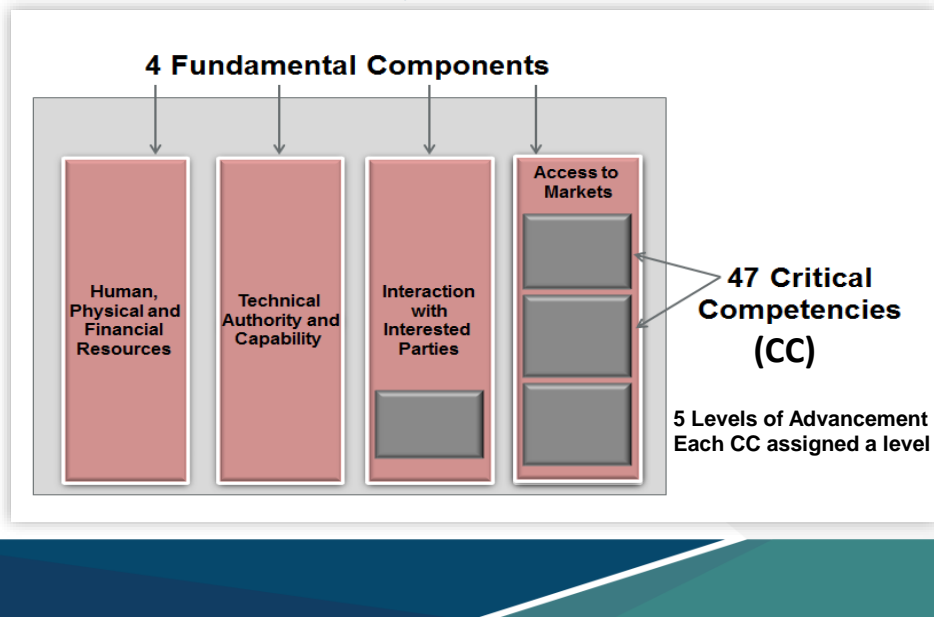 4 Fundamental Components
Human,
Physical and
Financial
Resources
Technical
Authority and
Capability
Interaction
with
Interested
Parties
Access to
Markets
47 Critical
Competencies
(CC)
5 Levels of Advancement
Each CC assigned a level